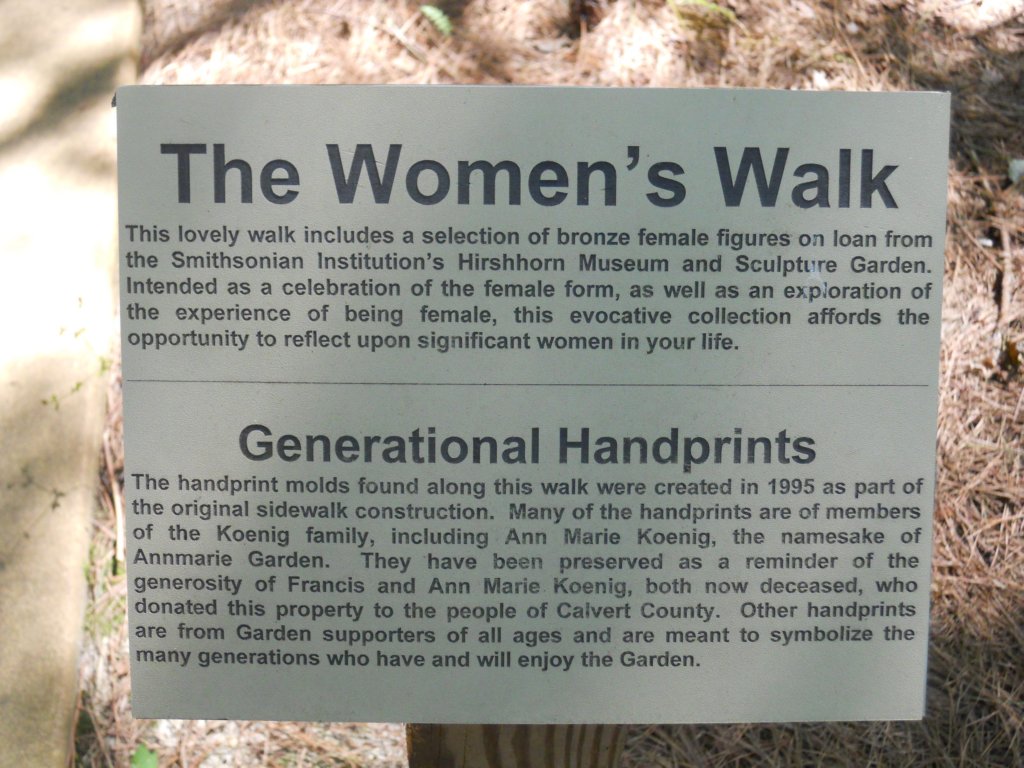 The Women's Walk
This lovely walk includes a selection of bronze female figures on loan from
the Smithsonian Institution's Hirshhorn Museum and Sculpture Garden.
Intended as a celebration of the female form, as well as an exploration of
the experience of being female, this evocative collection affords the
opportunity to reflect upon significant women in your life.
Generational Handprints
The handprint molds found along this walk were created in 1995 as part of
the original sidewalk construction. Many of the handprints are of members
of the Koenig family, including Ann Marie Koenig, the namesake of
Annmarie Garden. They have been preserved as a reminder of the
generosity of Francis and Ann Marie Koenig, both now deceased, who
donated this property to the people of Calvert County. Other handprints
are from Garden supporters of all ages and are meant to symbolize the
many generations who have and will enjoy the Garden.